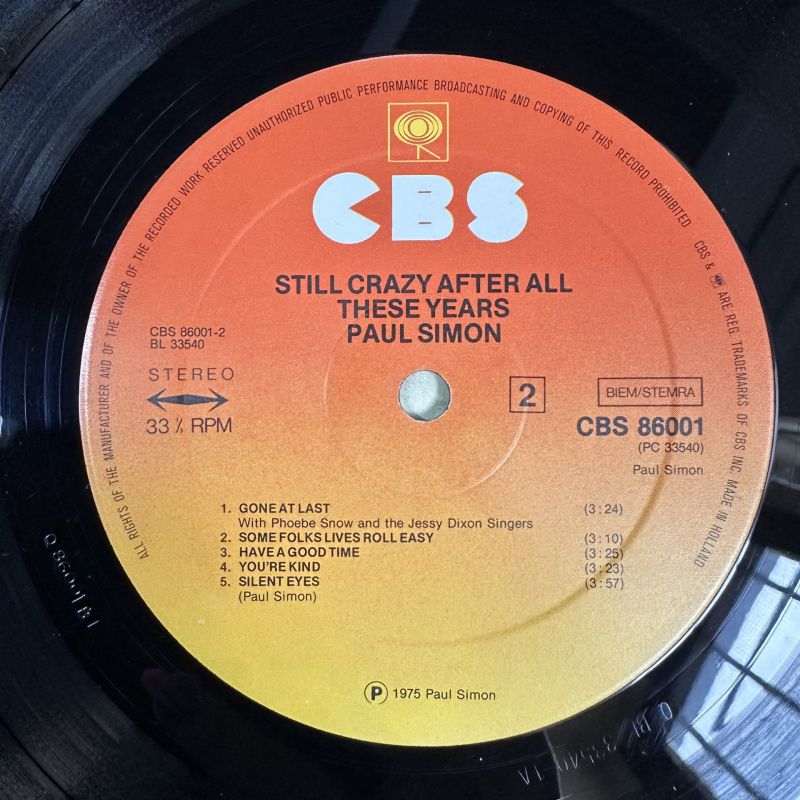 ALL RIGHTS OF THE MANUFACTURER AND OF THE OWNER OF THE RECORDED WORK RESERVED UNAUTHORIZED PUBLIC PERFORMANCE BROADCASTING AND COPYING OF THIS RECORD PROHIBITED CBS & ARE REG. TRADEMARKS OF CBS INC. MADE IN HOLLAND
CBS
STILL CRAZY AFTER ALL
THESE YEARS
PAUL SIMON
CBS 86001-2
BL 33540
STEREO
33 ⅓ RPM
2
BIEM/STEMRA
CBS 86001
(PC 33540)
Paul Simon
1. GONE AT LAST (3:24)
With Phoebe Snow and the Jessy Dixon Singers
2. SOME FOLKS LIVES ROLL EASY (3:10)
3. HAVE A GOOD TIME (3:25)
4. YOU'RE KIND (3:23)
5. SILENT EYES (3:57)
(Paul Simon)
Ⓟ 1975 Paul Simon